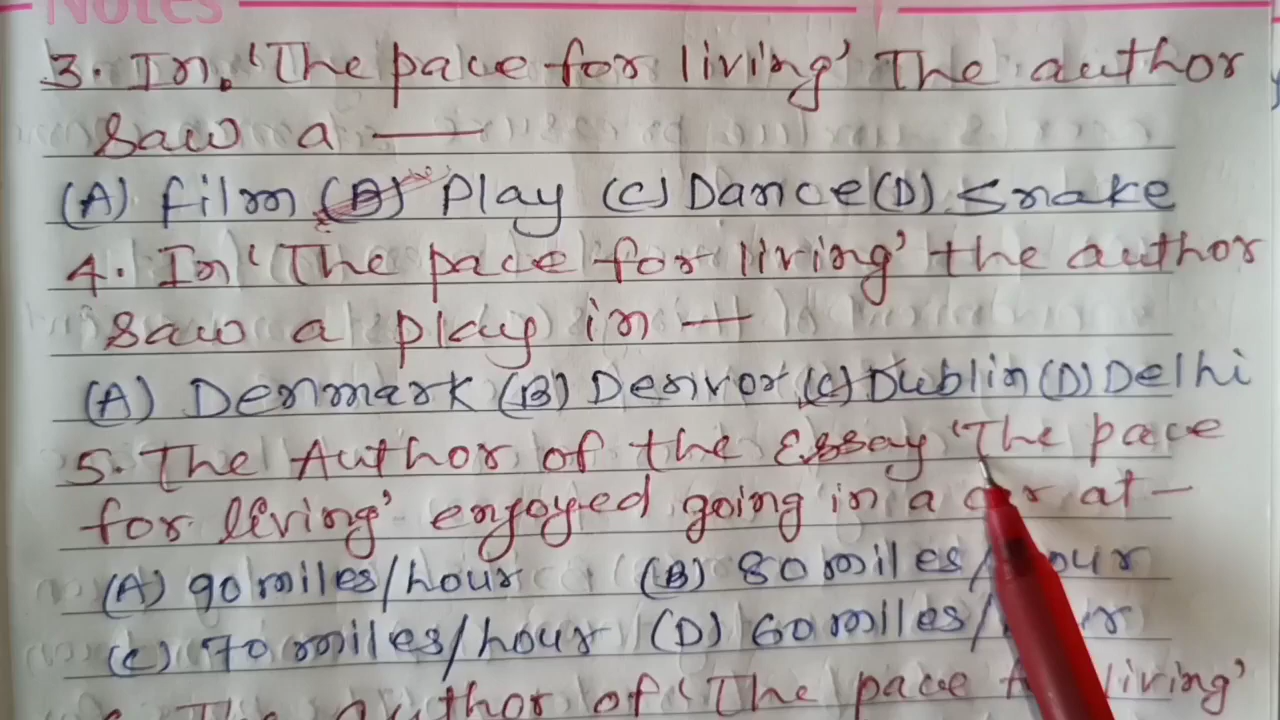 Notes
3. In. 'The pace for living' The author
saw a —
(A) film (B) Play (C) Dance (D) Snake
4. In 'The pace for living' the author
saw a play in —
(A) Denmark (B) Denvor (C) Dublin (D) Delhi
5. The Author of the Essay 'The pace
for living' enjoyed going in a car at —
(A) 90 miles/hour (B) 80 miles/hour
(C) 70 miles/hour (D) 60 miles/
The author of 'The pace living'